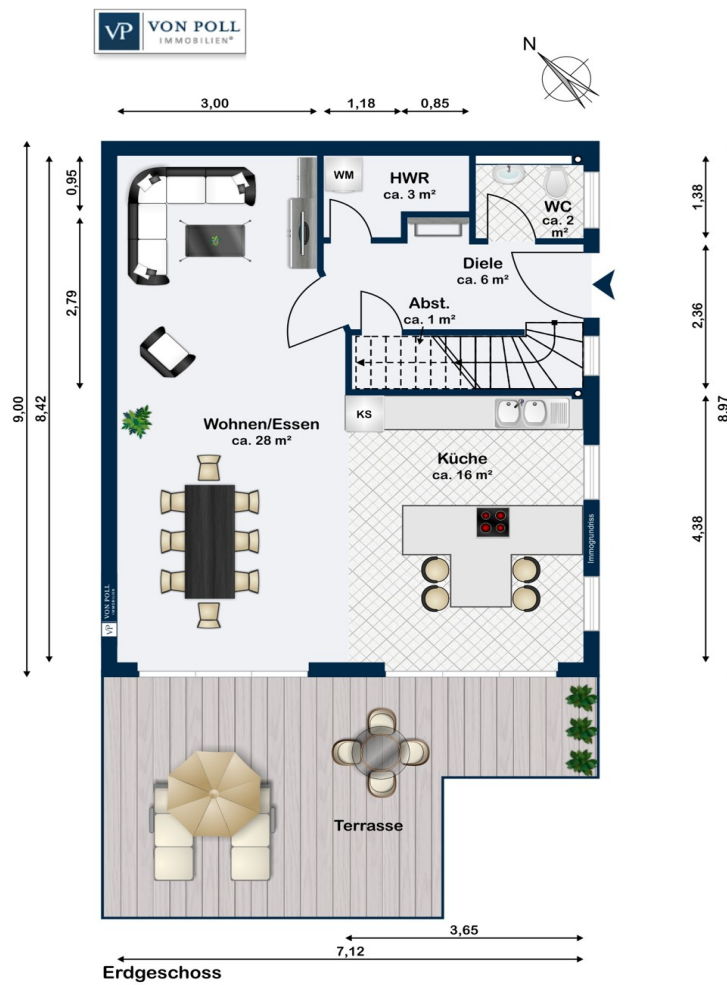 VP VON POLL
IMMOBILIEN®
N
3,00
1,18
0,85
9,00
8,42
0,95
2,79
WM
HWR
ca. 3 m²
WC
ca. 2
m²
1,38
Diele
ca. 6 m²
Abst.
ca. 1 m²
2,36
8,97
KS
Wohnen/Essen
ca. 28 m²
Küche
ca. 16 m²
4,38
Immogrundriss
VP VON POLL
IMMOBILIEN
Terrasse
3,65
7,12
Erdgeschoss